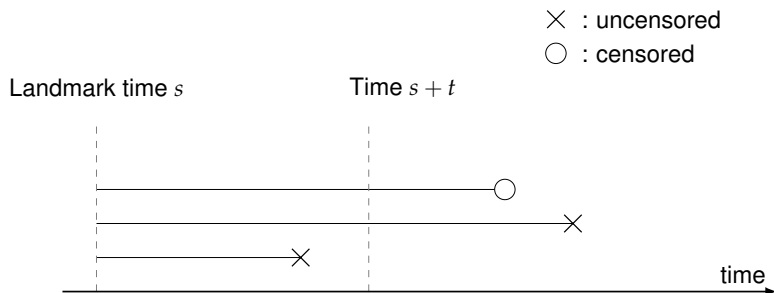 : uncensored
: censored
Landmark time s
Time s + t
time